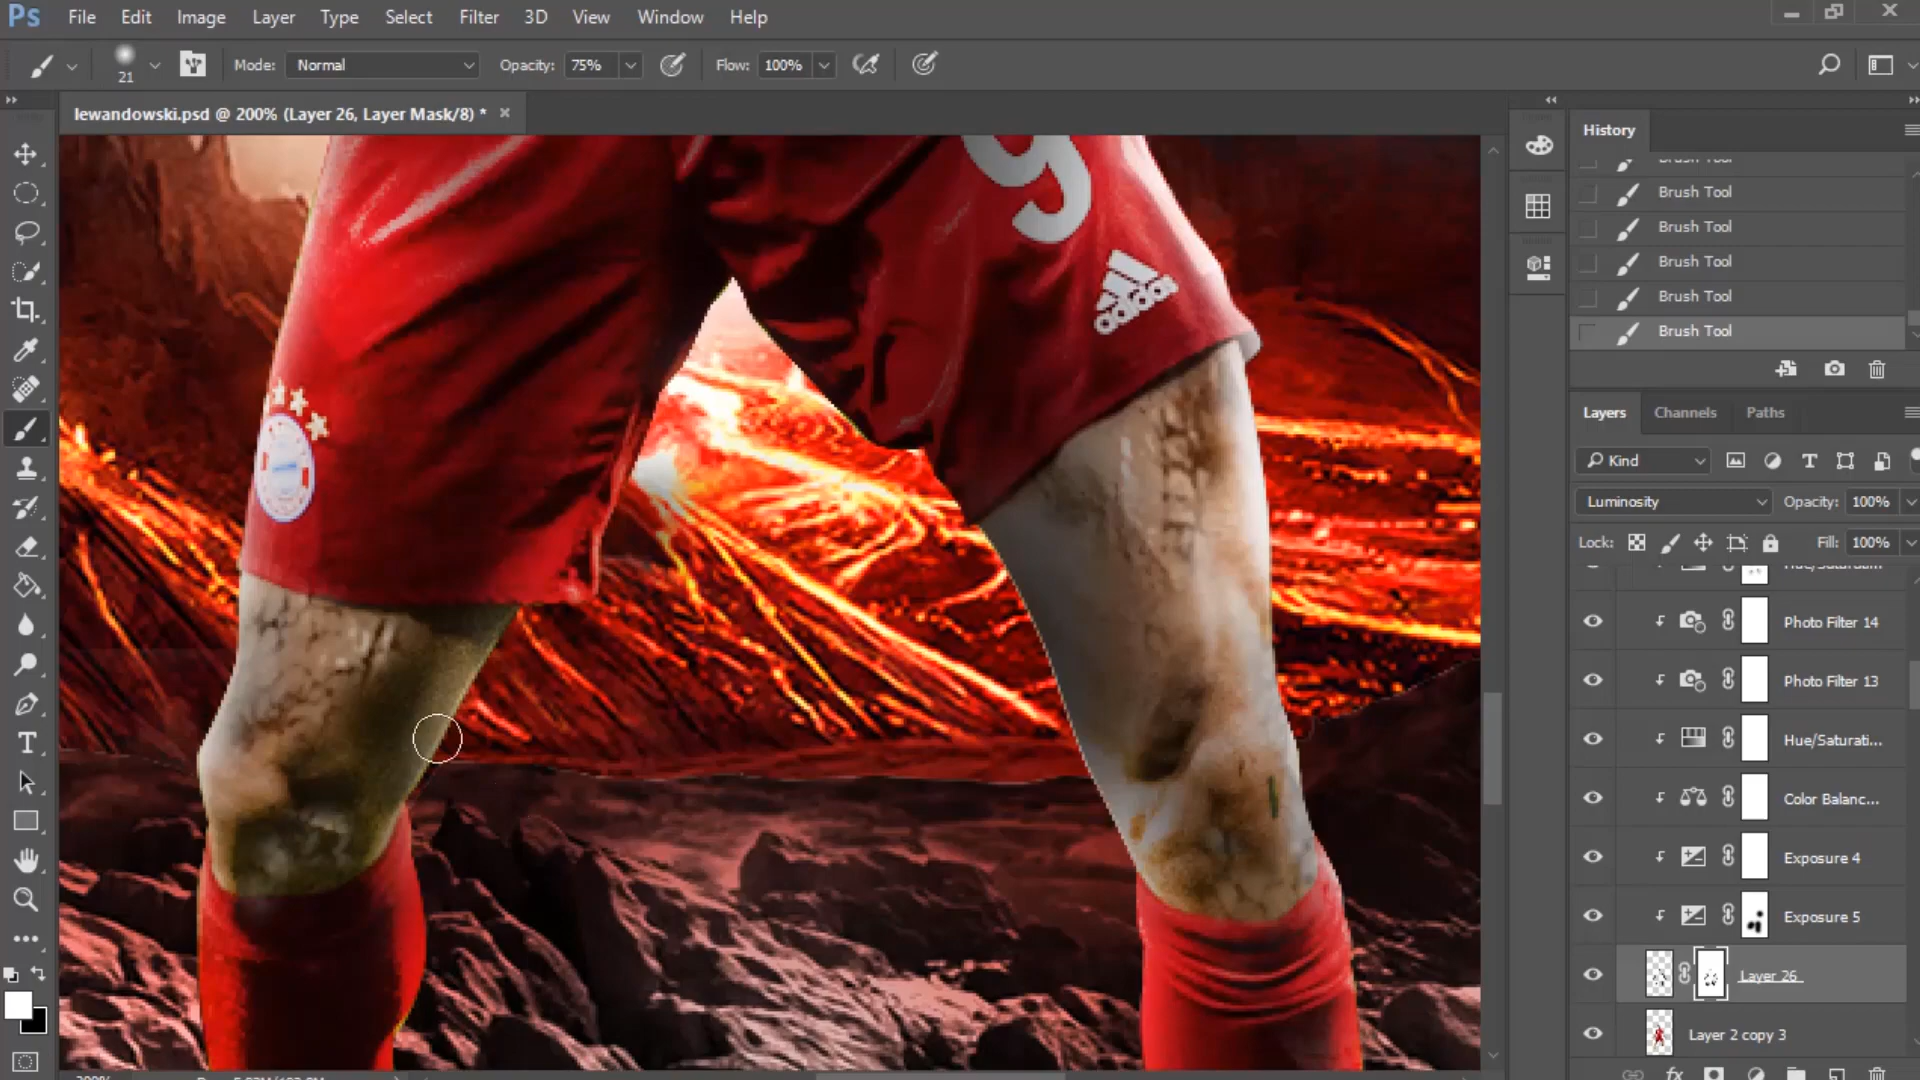 Ps File Edit Image Layer Type Select Filter 3D View Window Help
21 Mode: Normal Opacity: 75% Flow: 100%
lewandowski.psd @ 200% (Layer 26, Layer Mask/8) *
History
Brush Tool
Brush Tool
Brush Tool
Brush Tool
Brush Tool
9
adidas
Layers Channels Paths
Kind
Luminosity Opacity: 100%
Lock: Fill: 100%
Photo Filter 14
Photo Filter 13
Hue/Saturati...
Color Balanc...
Exposure 4
Exposure 5
Layer 26
Layer 2 copy 3
fx